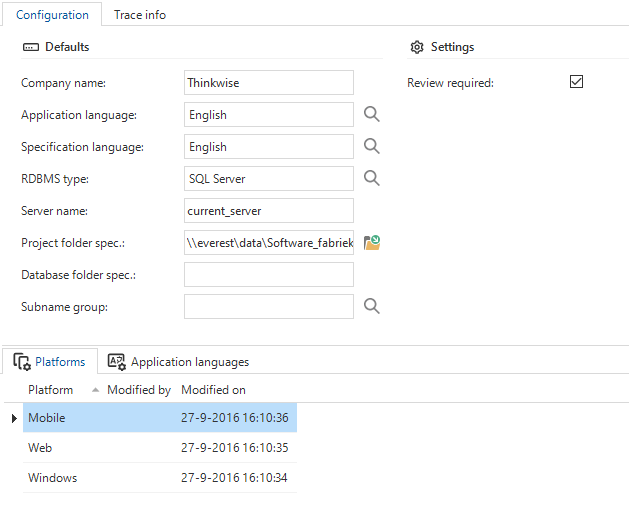 Configuration Trace info
Defaults Settings
Company name: Thinkwise Review required:
Application language: English
Specification language: English
RDBMS type: SQL Server
Server name: current_server
Project folder spec.: \\everest\data\Software_fabriek
Database folder spec.:
Subname group:
Platforms Application languages
Platform Modified by Modified on
Mobile 27-9-2016 16:10:36
Web 27-9-2016 16:10:35
Windows 27-9-2016 16:10:34